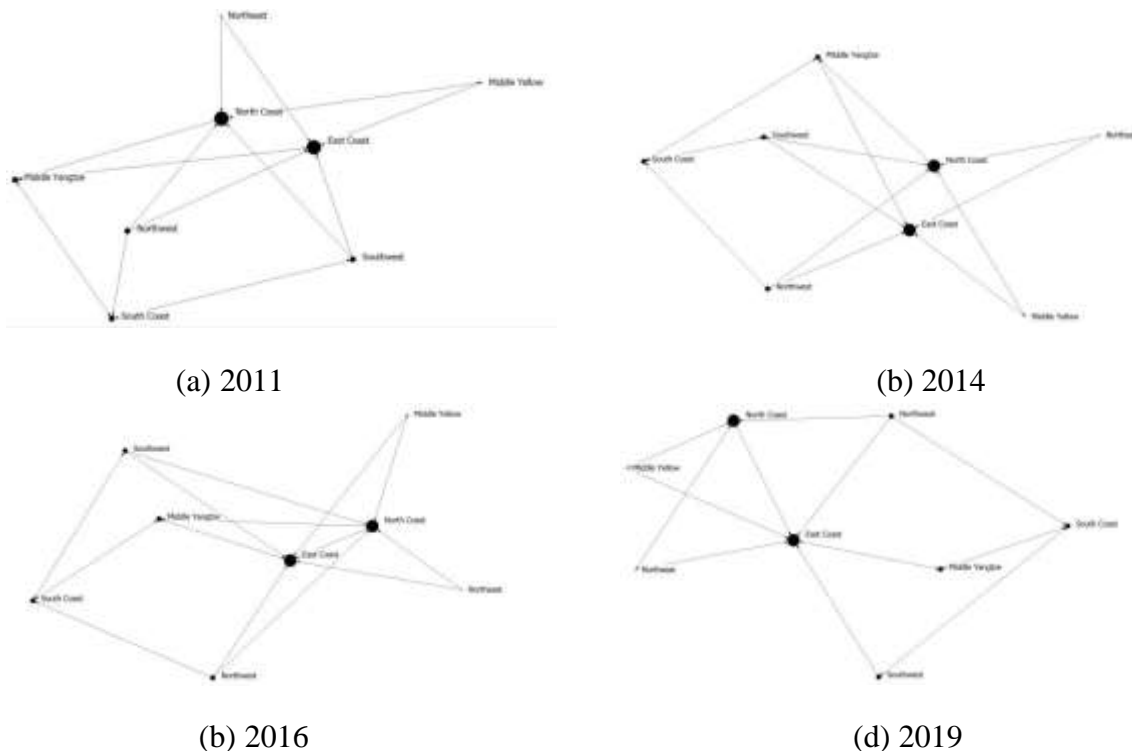 Northeast
Middle Yellow
North Coast
East Coast
Middle Yangtze
Northwest
Southwest
South Coast
(a) 2011
Middle Yangtze
Southwest
South Coast
North Coast
East Coast
Northwest
Middle Yellow
(b) 2014
Middle Yellow
Southwest
Middle Yangtze
North Coast
East Coast
Northeast
South Coast
Northwest
(b) 2016
North Coast
Northwest
Middle Yellow
South Coast
East Coast
Northeast
Middle Yangtze
Southwest
(d) 2019